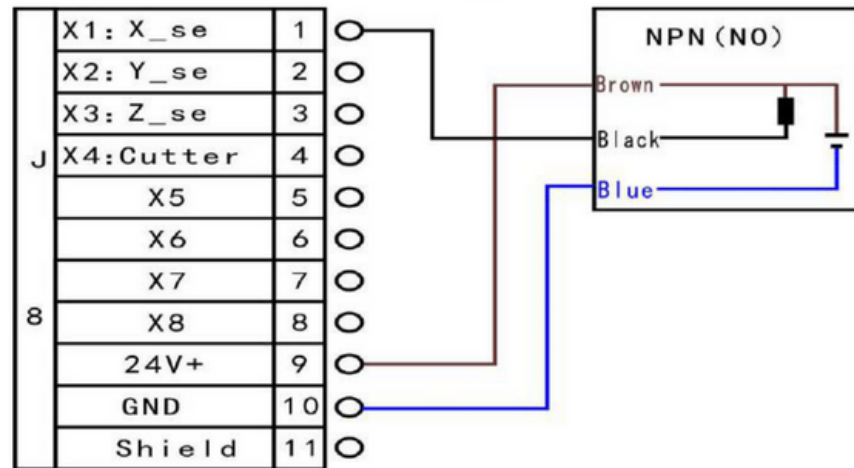 X1: X_se 1
X2: Y_se 2
X3: Z_se 3
J
X4:Cutter 4
X5 5
X6 6
X7 7
8
X8 8
24V+ 9
GND 10
Shield 11
NPN(NO)
Brown
Black
Blue